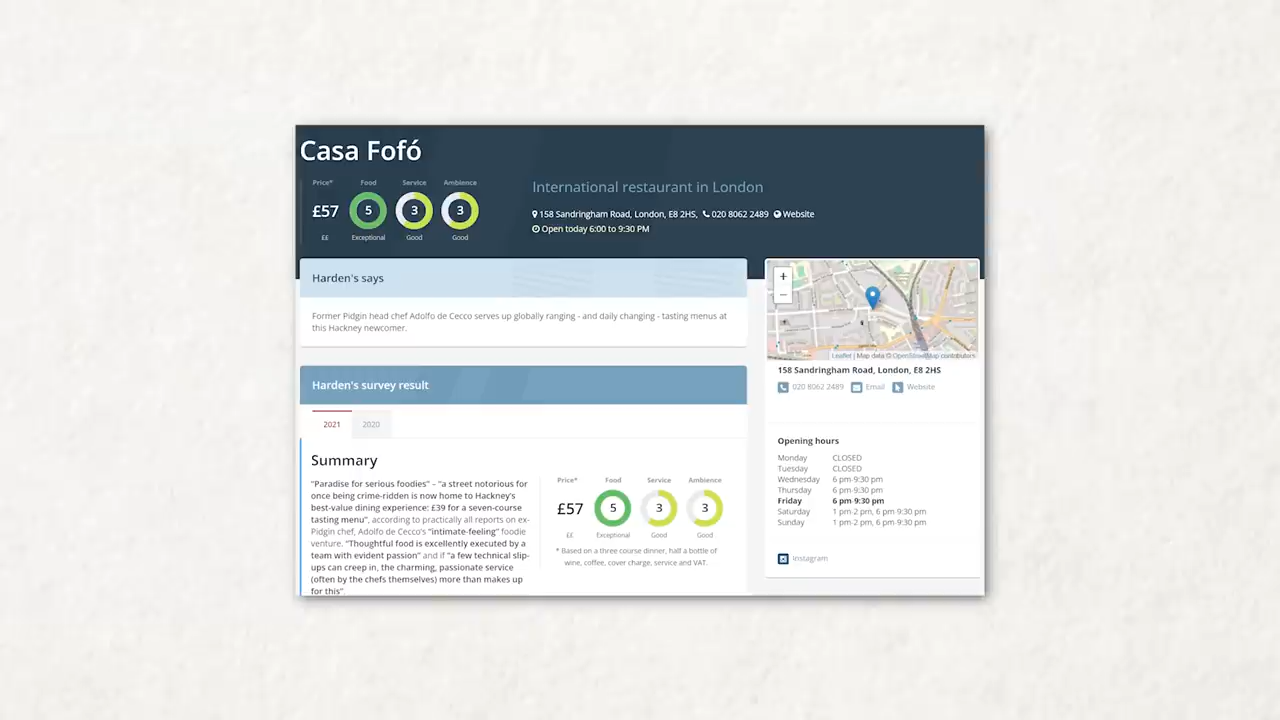 Casa Fofó
Price* Food Service Ambience
£57 5 3 3
££ Exceptional Good Good
International restaurant in London
158 Sandringham Road, London, E8 2HS, 020 8062 2489 Website
Open today 6:00 to 9:30 PM
Harden's says
Former Pidgin head chef Adolfo de Cecco serves up globally ranging - and daily changing - tasting menus at
this Hackney newcomer.
Harden's survey result
2021 2020
Summary
"Paradise for serious foodies" – "a street notorious for
once being crime-ridden is now home to Hackney's
best-value dining experience: £39 for a seven-course
tasting menu", according to practically all reports on ex-
Pidgin chef, Adolfo de Cecco's "intimate-feeling" foodie
venture. "Thoughtful food is excellently executed by a
team with evident passion" and if "a few technical slip-
ups can creep in, the charming, passionate service
(often by the chefs themselves) more than makes up
for this".
Price* Food Service Ambience
£57 5 3 3
££ Exceptional Good Good
* Based on a three course dinner, half a bottle of
wine, coffee, cover charge, service and VAT.
+
−
Leaflet | Map data © OpenStreetMap contributors
158 Sandringham Road, London, E8 2HS
020 8062 2489 Email Website
Opening hours
Monday CLOSED
Tuesday CLOSED
Wednesday 6 pm-9:30 pm
Thursday 6 pm-9:30 pm
Friday 6 pm-9:30 pm
Saturday 1 pm-2 pm, 6 pm-9:30 pm
Sunday 1 pm-2 pm, 6 pm-9:30 pm
Instagram